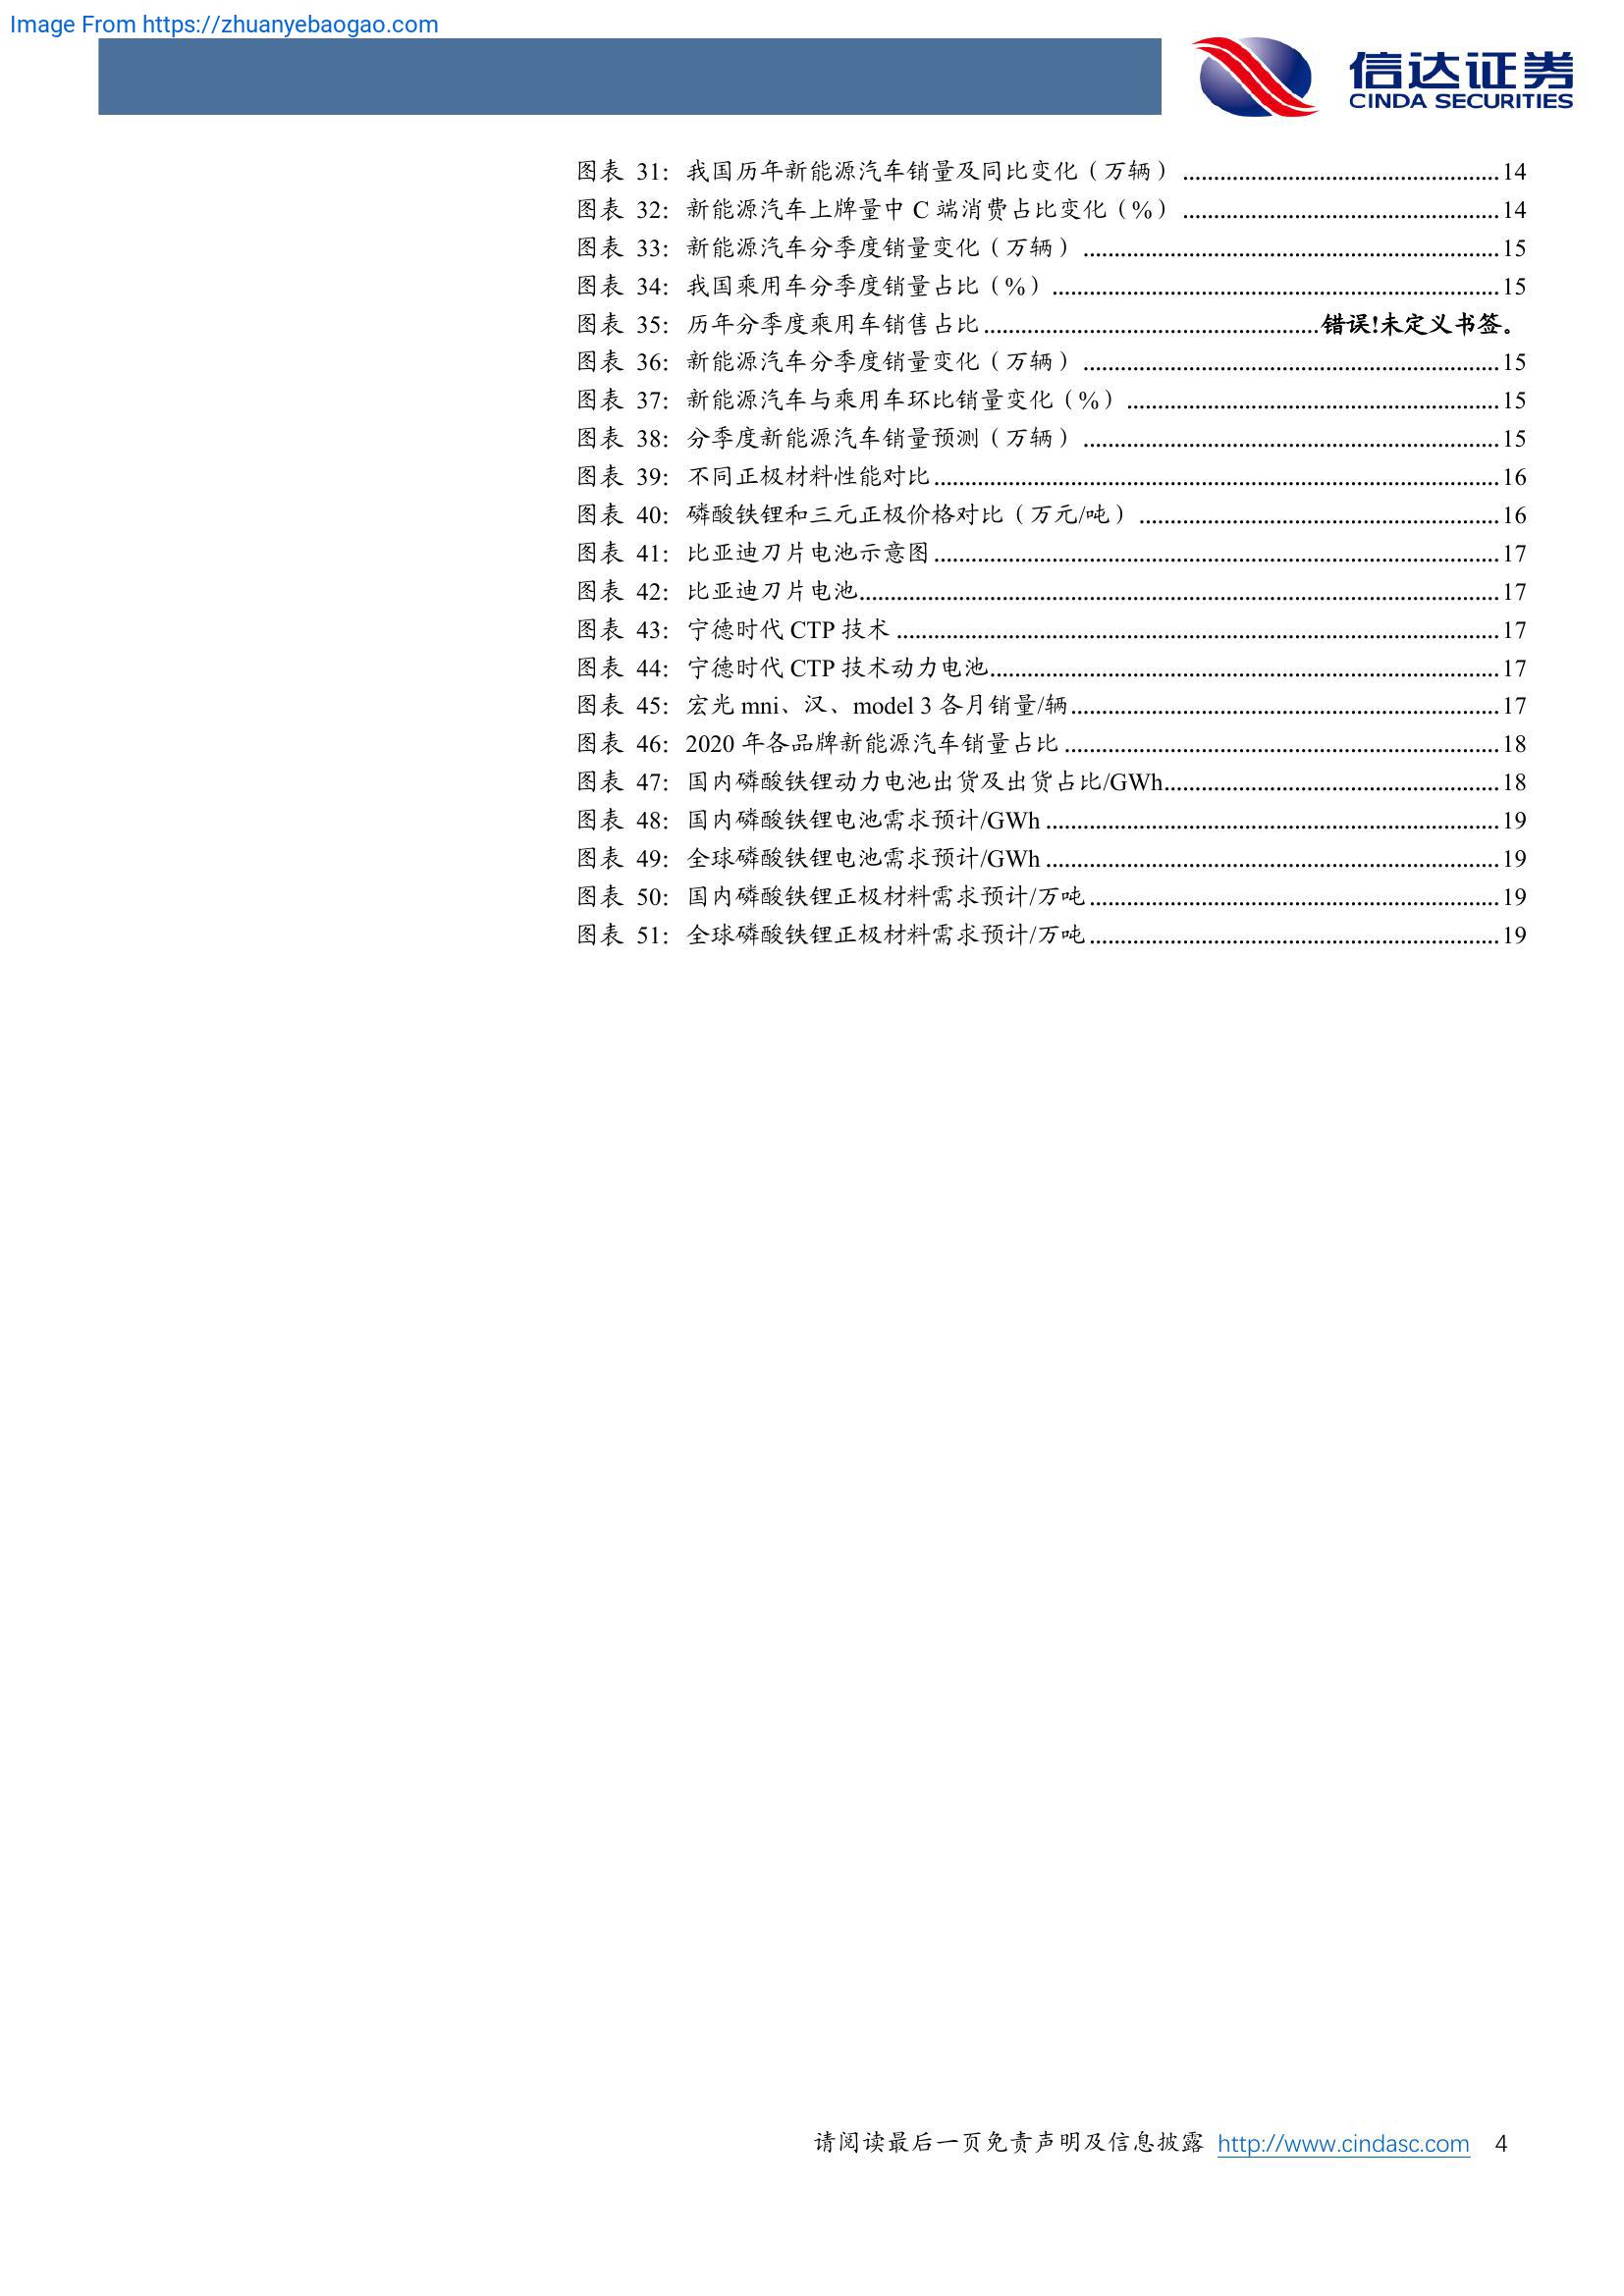 Image From https://zhuanyebaogao.com
信达证券
CINDA SECURITIES
图表 31：我国历年新能源汽车销量及同比变化（万辆）....................14
图表 32：新能源汽车上牌量中 C 端消费占比变化（%）....................14
图表 33：新能源汽车分季度销量变化（万辆）....................15
图表 34：我国乘用车分季度销量占比（%）....................15
图表 35：历年分季度乘用车销售占比....................错误!未定义书签。
图表 36：新能源汽车分季度销量变化（万辆）....................15
图表 37：新能源汽车与乘用车环比销量变化（%）....................15
图表 38：分季度新能源汽车销量预测（万辆）....................15
图表 39：不同正极材料性能对比....................16
图表 40：磷酸铁锂和三元正极价格对比（万元/吨）....................16
图表 41：比亚迪刀片电池示意图....................17
图表 42：比亚迪刀片电池....................17
图表 43：宁德时代 CTP 技术....................17
图表 44：宁德时代 CTP 技术动力电池....................17
图表 45：宏光 mni、汉、model 3 各月销量/辆....................17
图表 46：2020 年各品牌新能源汽车销量占比....................18
图表 47：国内磷酸铁锂动力电池出货及出货占比/GWh....................18
图表 48：国内磷酸铁锂电池需求预计/GWh....................19
图表 49：全球磷酸铁锂电池需求预计/GWh....................19
图表 50：国内磷酸铁锂正极材料需求预计/万吨....................19
图表 51：全球磷酸铁锂正极材料需求预计/万吨....................19
请阅读最后一页免责声明及信息披露 http://www.cindasc.com 4